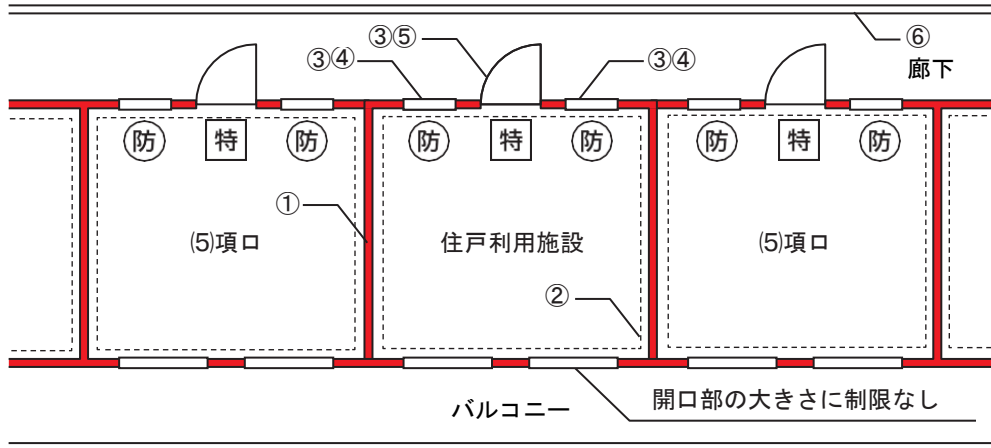 ⑥
③⑤
③④
③④
廊下
防 特 防
防 特 防
防 特 防
①
⑸項ロ
住戸利用施設
⑸項ロ
②
開口部の大きさに制限なし
バルコニー